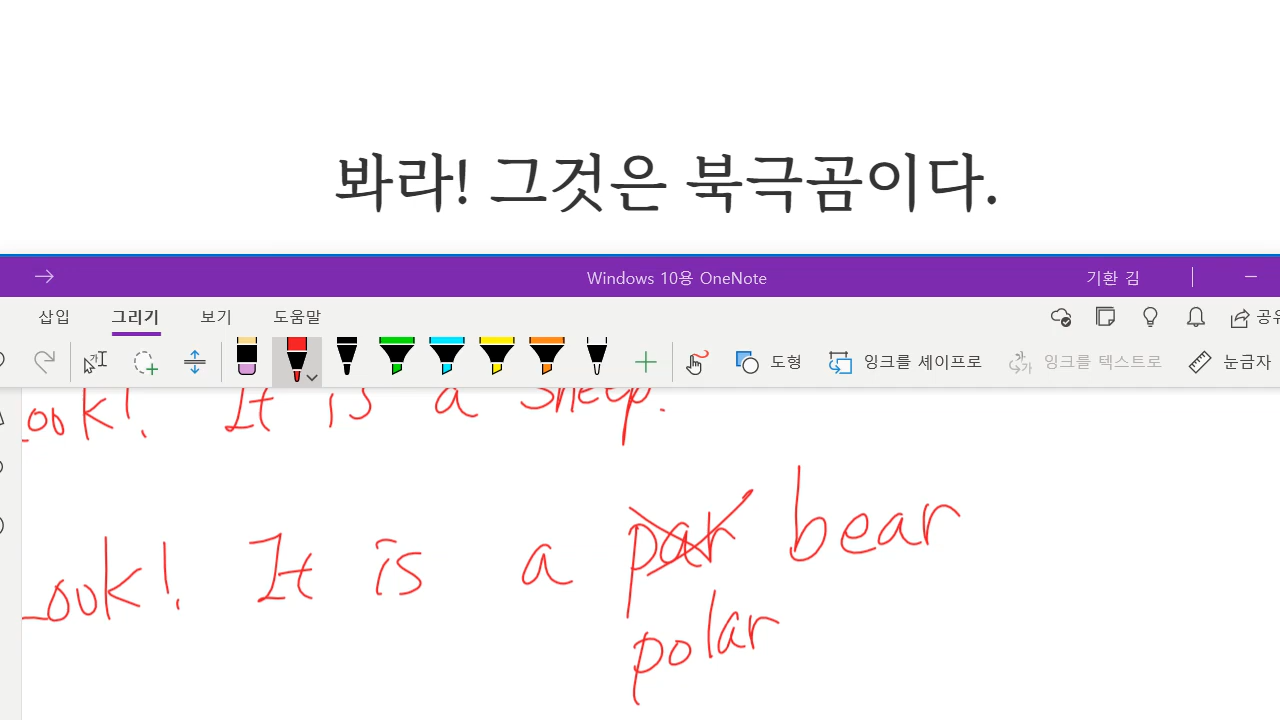 봐라! 그것은 북극곰이다.
Windows 10용 OneNote 기환 김
삽입 그리기 보기 도움말
도형 잉크를 셰이프로 잉크를 텍스트로 눈금자
It is a sheep.
Look! It is a par bear
polar